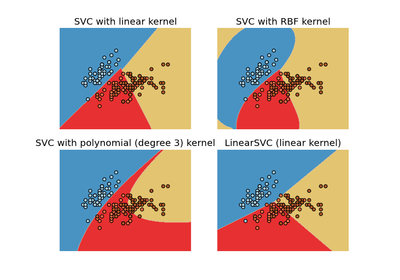 SVC with linear kernel
SVC with RBF kernel
SVC with polynomial (degree 3) kernel
LinearSVC (linear kernel)